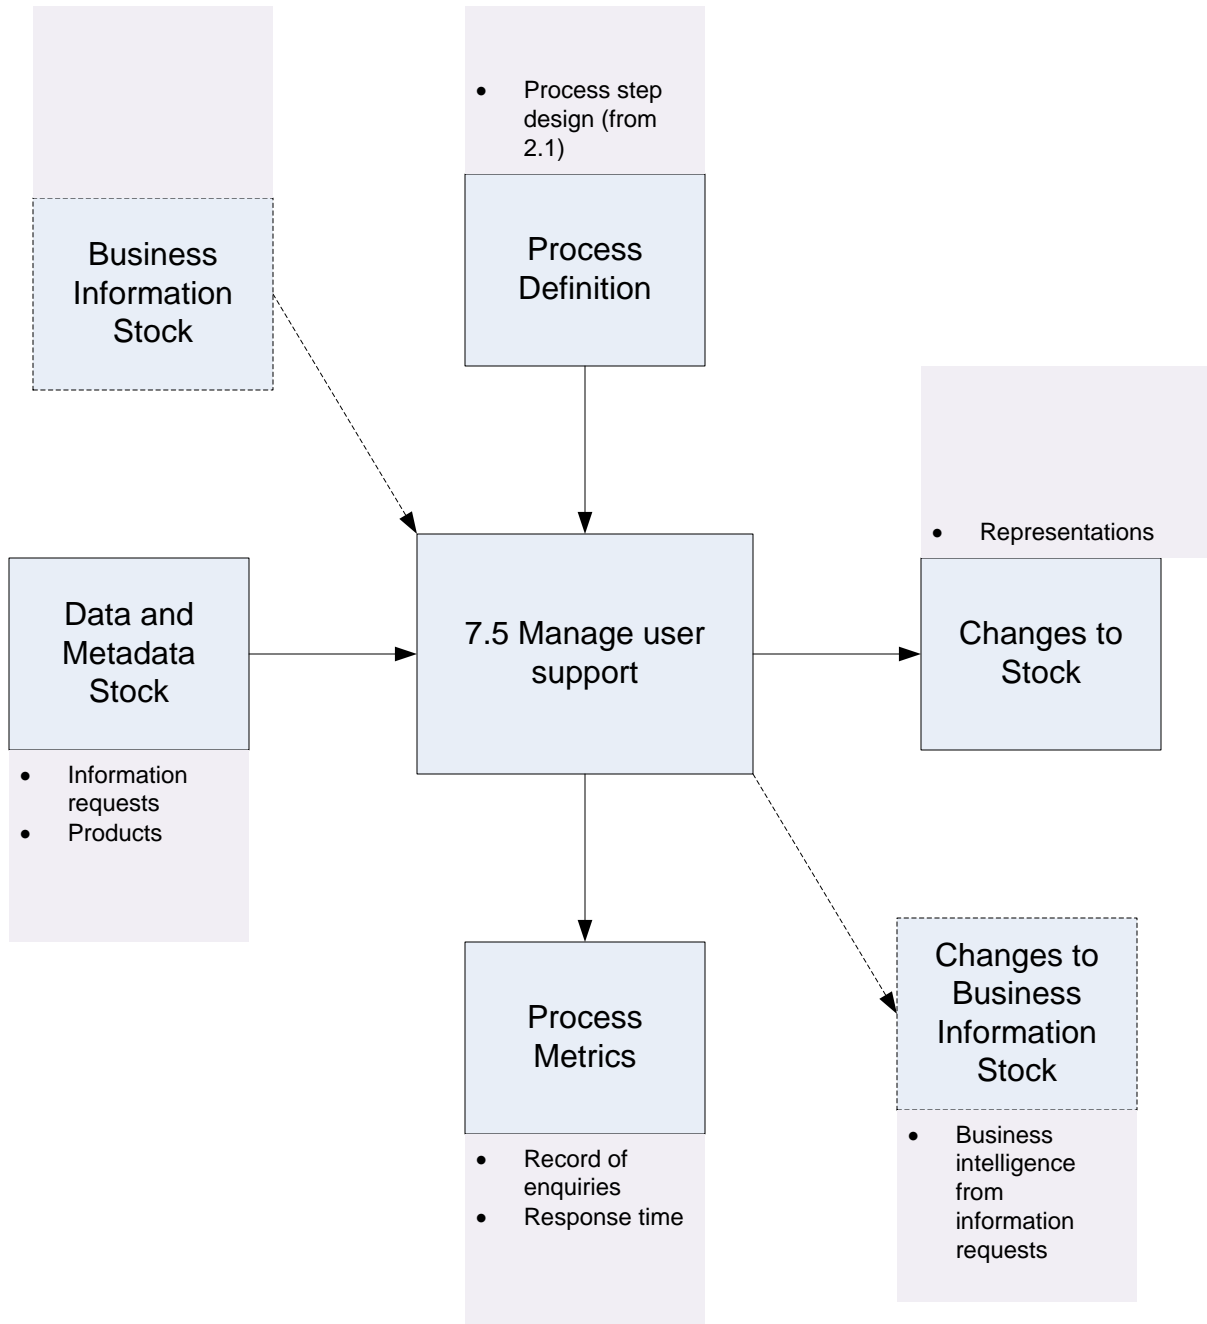 • Process step
design (from
2.1)
Business
Information
Stock
Process
Definition
• Representations
Data and
Metadata
Stock
7.5 Manage user
support
Changes to
Stock
• Information
requests
• Products
Process
Metrics
Changes to
Business
Information
Stock
• Record of
enquiries
• Response time
• Business
intelligence
from
information
requests